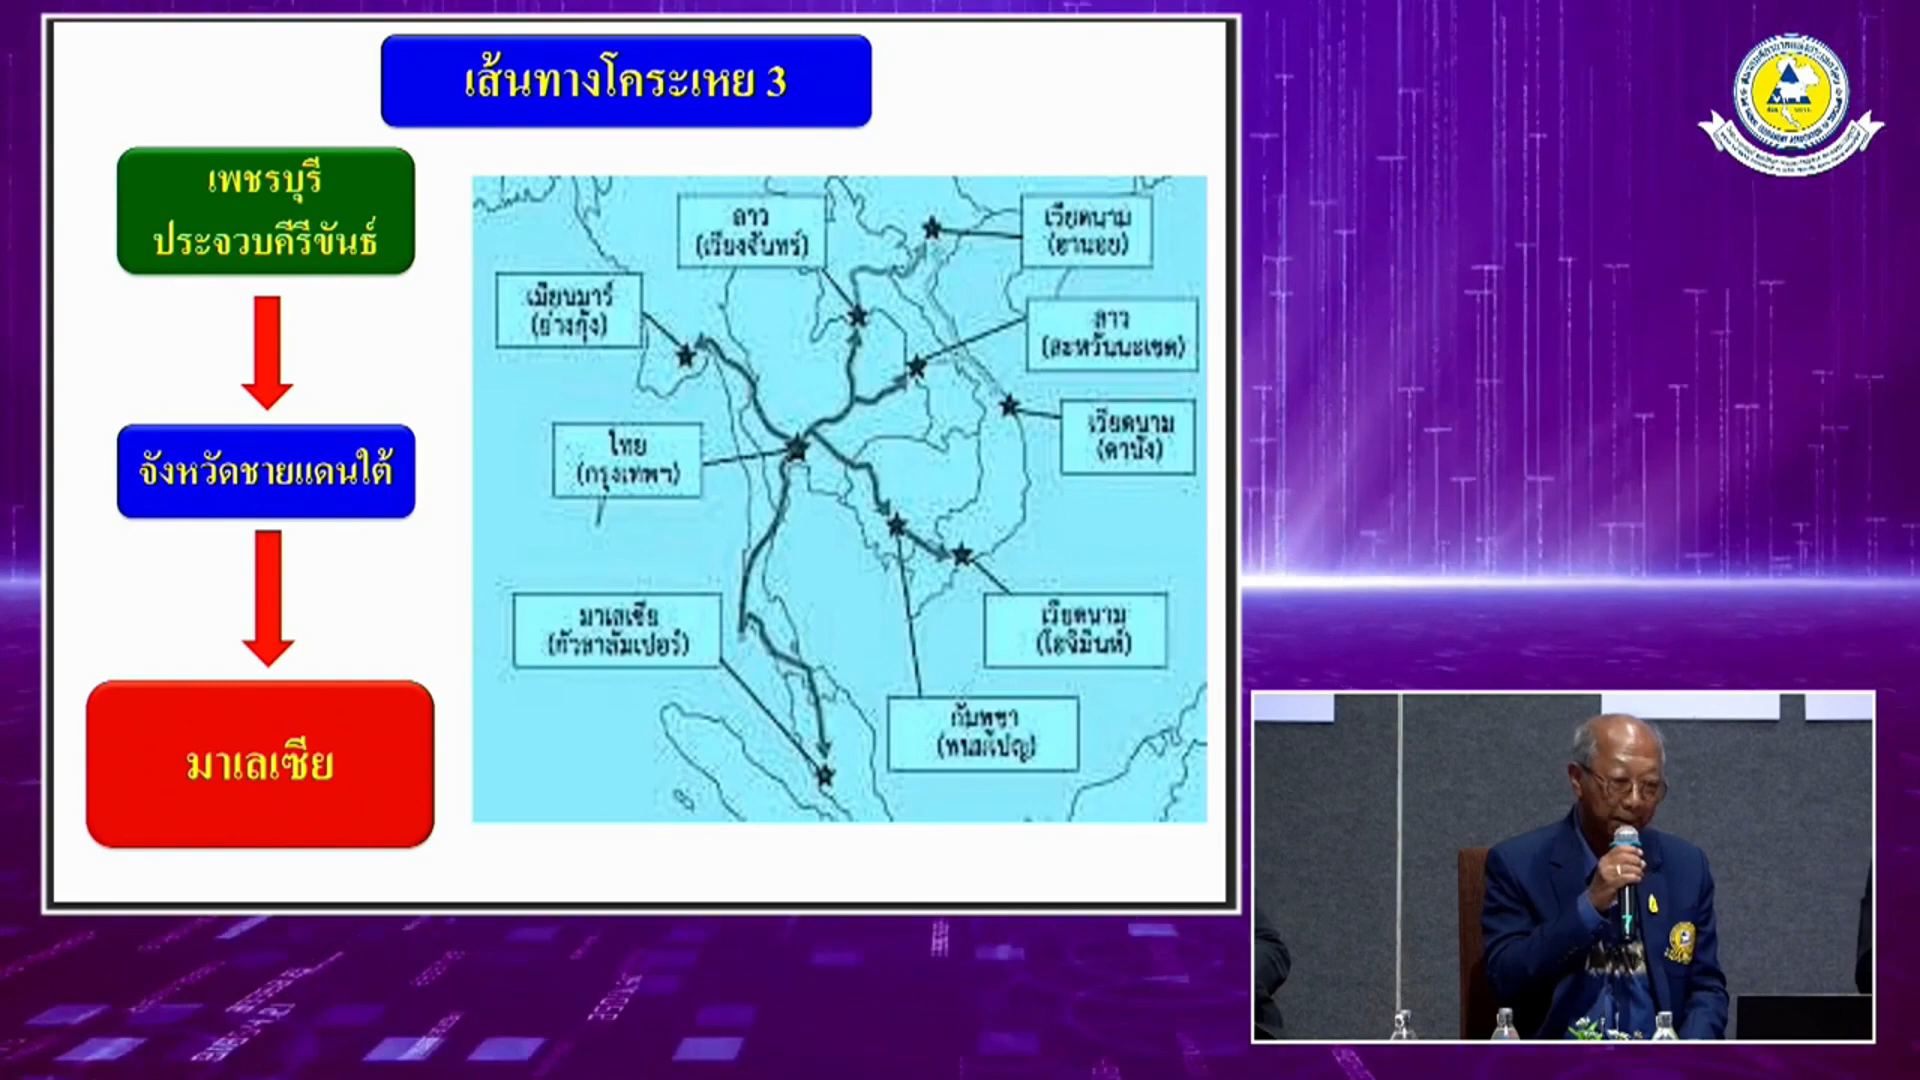 เส้นทางโคระเหย 3
เพชรบุรี
ประจวบคีรีขันธ์
จังหวัดชายแดนใต้
มาเลเซีย
ลาว
(เวียงจันทร์)
เวียดนาม
(ฮานอย)
เมียนมาร์
(ย่างกุ้ง)
ลาว
(สะหวันนะเขต)
เวียดนาม
(ดานัง)
ไทย
(กรุงเทพฯ)
มาเลเซีย
(กัวลาลัมเปอร์)
เวียดนาม
(โฮจิมินห์)
กัมพูชา
(พนมเปญ)
7